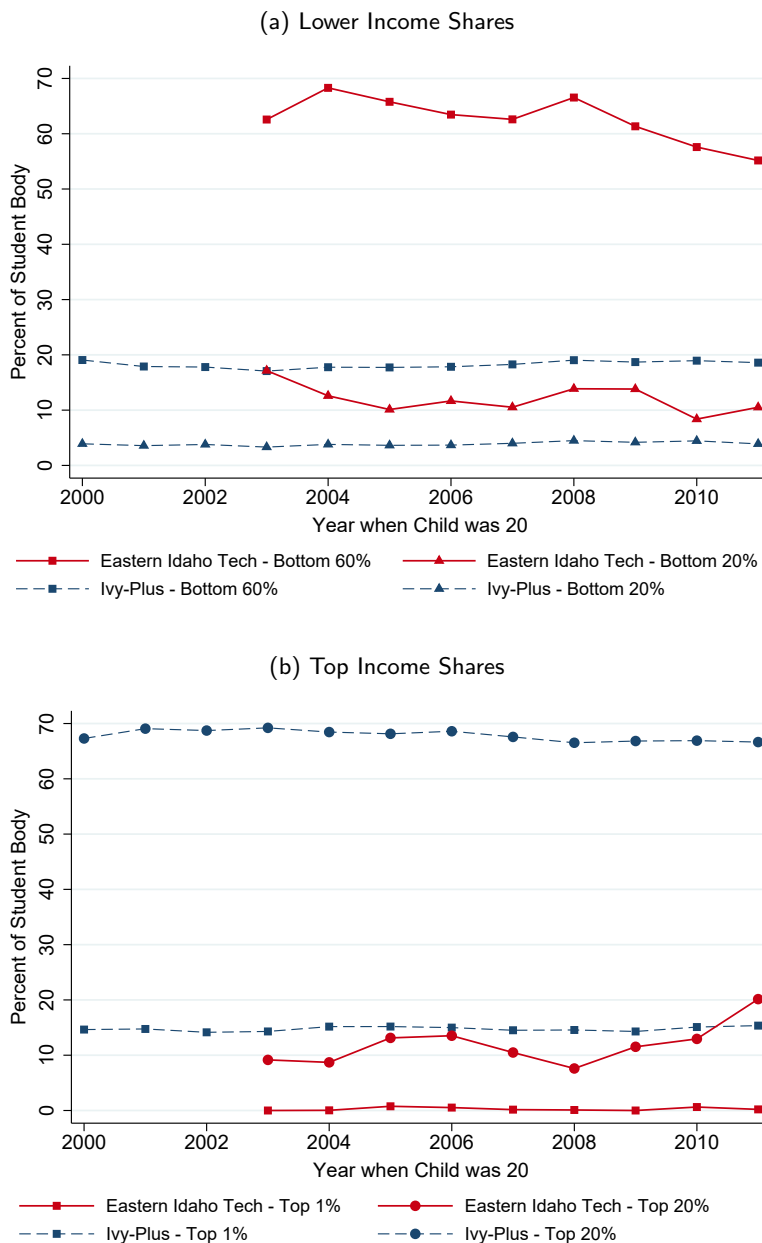 (a) Lower Income Shares
Percent of Student Body
70
60
50
40
30
20
10
0
2000 2002 2004 2006 2008 2010
Year when Child was 20
Eastern Idaho Tech - Bottom 60% Eastern Idaho Tech - Bottom 20%
Ivy-Plus - Bottom 60% Ivy-Plus - Bottom 20%
(b) Top Income Shares
Percent of Student Body
70
60
50
40
30
20
10
0
2000 2002 2004 2006 2008 2010
Year when Child was 20
Eastern Idaho Tech - Top 1% Eastern Idaho Tech - Top 20%
Ivy-Plus - Top 1% Ivy-Plus - Top 20%